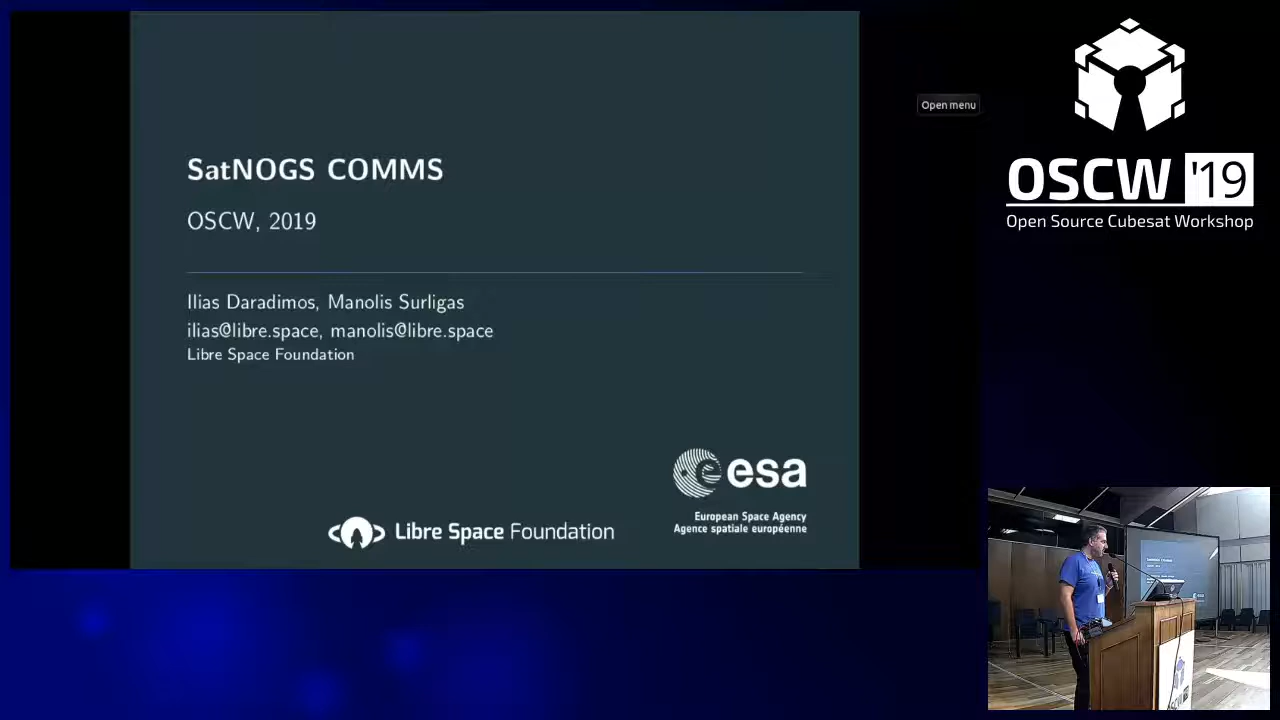 SatNOGS COMMS
OSCW, 2019
Ilias Daradimos, Manolis Surligas
ilias@libre.space, manolis@libre.space
Libre Space Foundation
esa
European Space Agency
Agence spatiale européenne
Libre Space Foundation
Open menu
OSCW '19
Open Source Cubesat Workshop